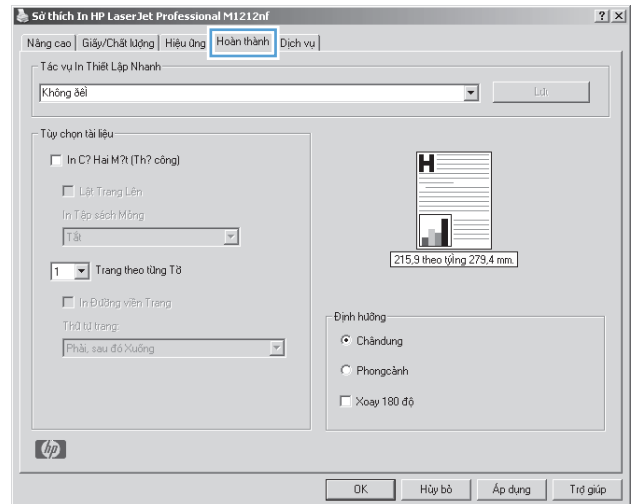 Sở thích In HP LaserJet Professional M1212nf
Nâng cao Giấy/Chất lượng Hiệu ứng Hoàn thành Dịch vụ
Tác vụ In Thiết Lập Nhanh
Không ðêÌ
Lưu
Tùy chọn tài liệu
In C? Hai M?t (Th? công)
Lật Trang Lên
In Tập sách Mỏng
Tắt
1 Trang theo từng Tờ
In Đường viền Trang
Thứ tự trang:
Phải, sau đó Xuống
H
215,9 theo týìng 279,4 mm.
Định hướng
Chândung
Phongcảnh
Xoay 180 độ
hp
OK Hủy bỏ Áp dụng Trợ giúp